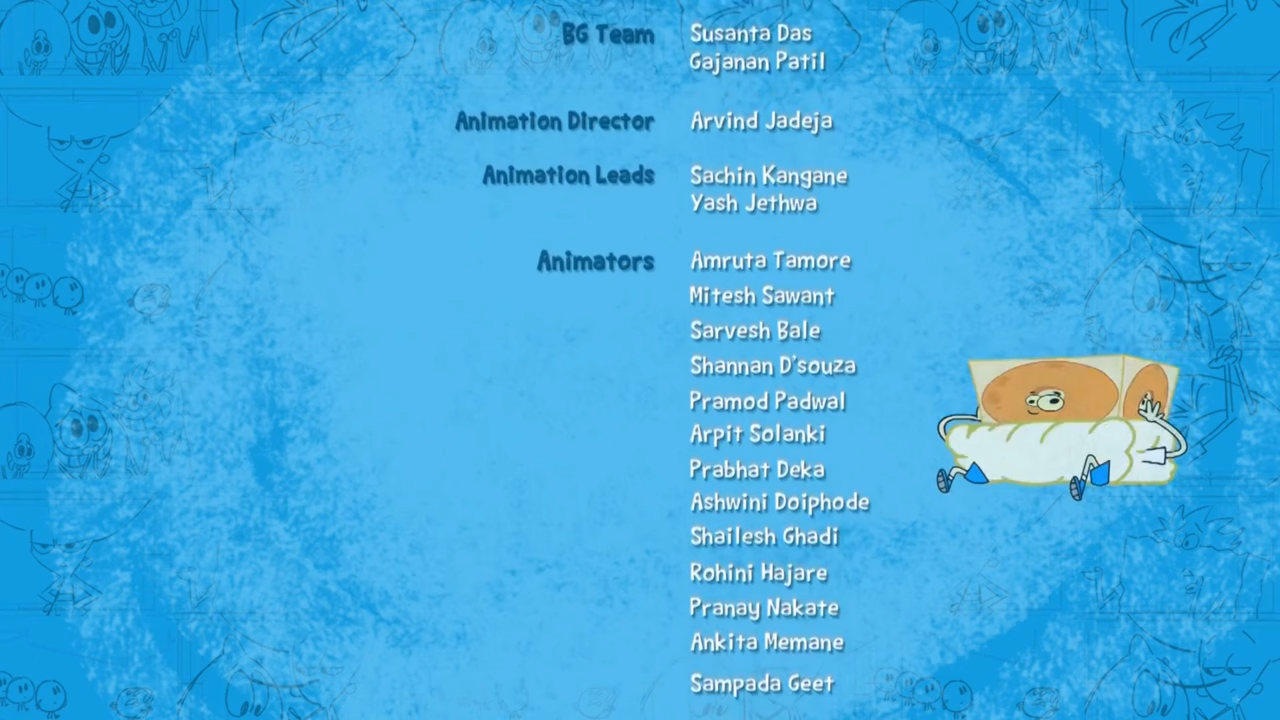 BG Team Susanta Das
Gajanan Patil
Animation Director Arvind Jadeja
Animation Leads Sachin Kangane
Yash Jethwa
Animators Amruta Tamore
Mitesh Sawant
Sarvesh Bale
Shannan D'souza
Pramod Padwal
Arpit Solanki
Prabhat Deka
Ashwini Doiphode
Shailesh Ghadi
Rohini Hajare
Pranay Nakate
Ankita Memane
Sampada Geet